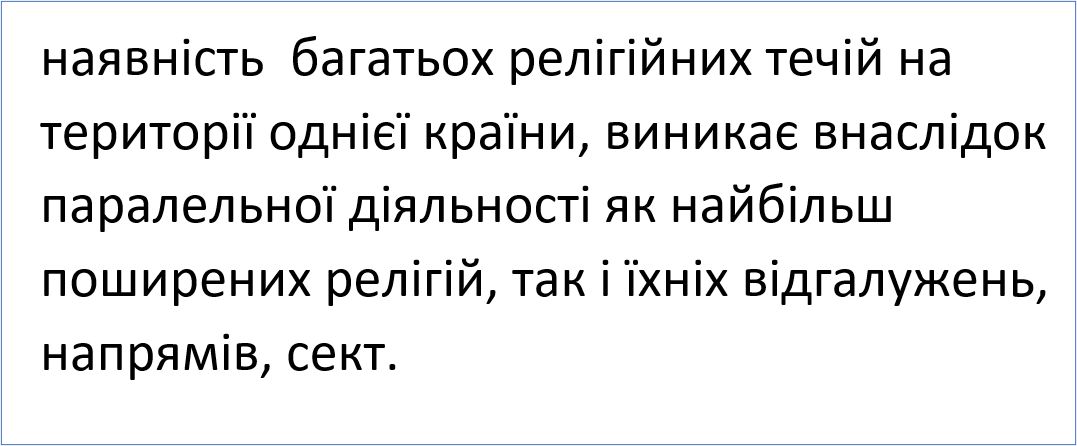 наявність  багатьох релігійних течій на
території однієї країни, виникає внаслідок
паралельної діяльності як найбільш
поширених релігій, так і їхніх відгалужень,
напрямів, сект.